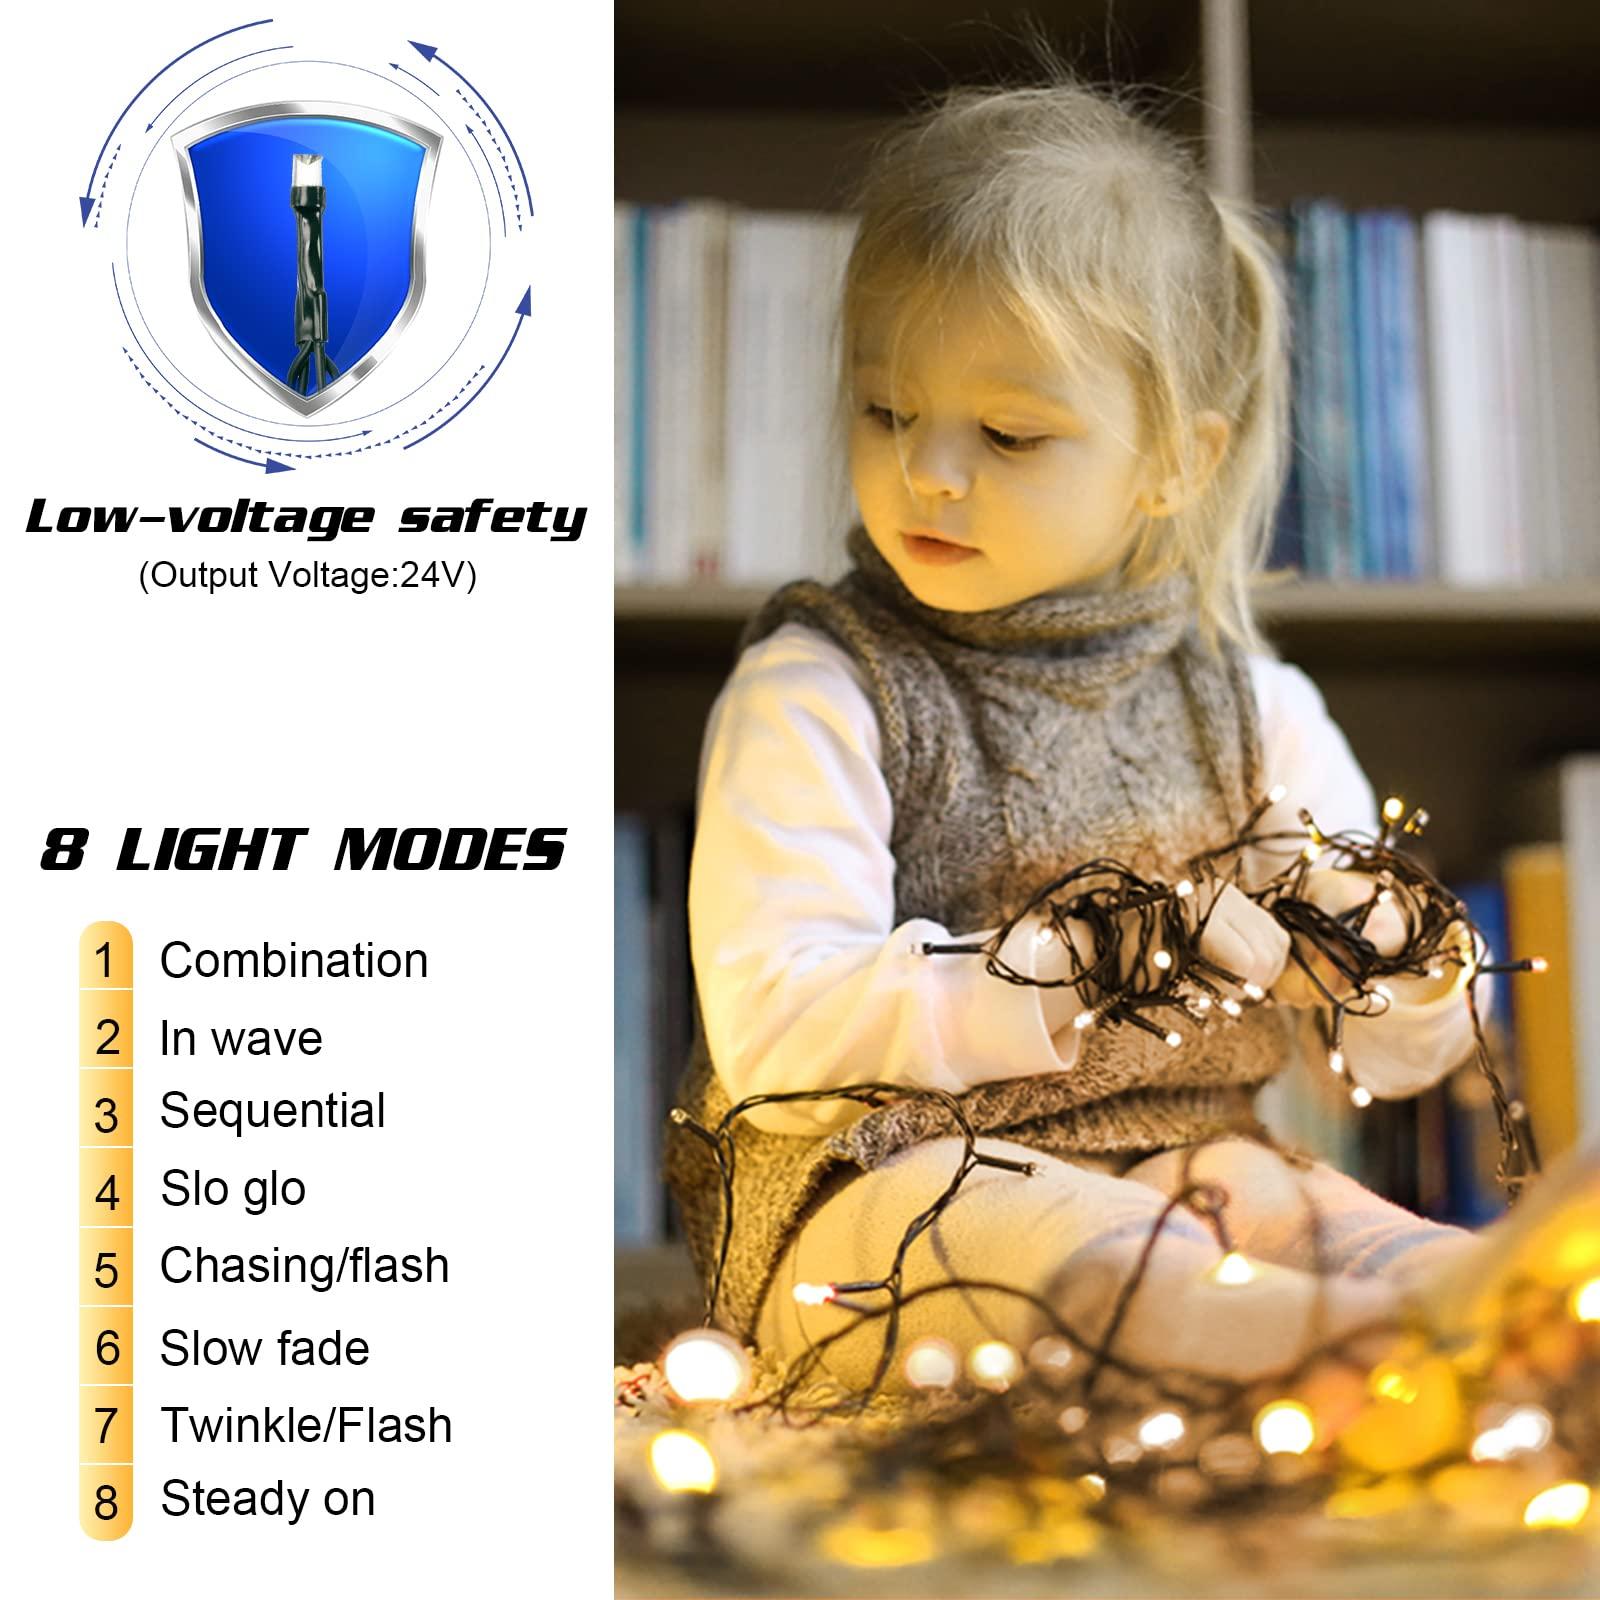 Low-voltage safety
(Output Voltage:24V)
8 LIGHT MODES
1 Combination
2 In wave
3 Sequential
4 Slo glo
5 Chasing/flash
6 Slow fade
7 Twinkle/Flash
8 Steady on